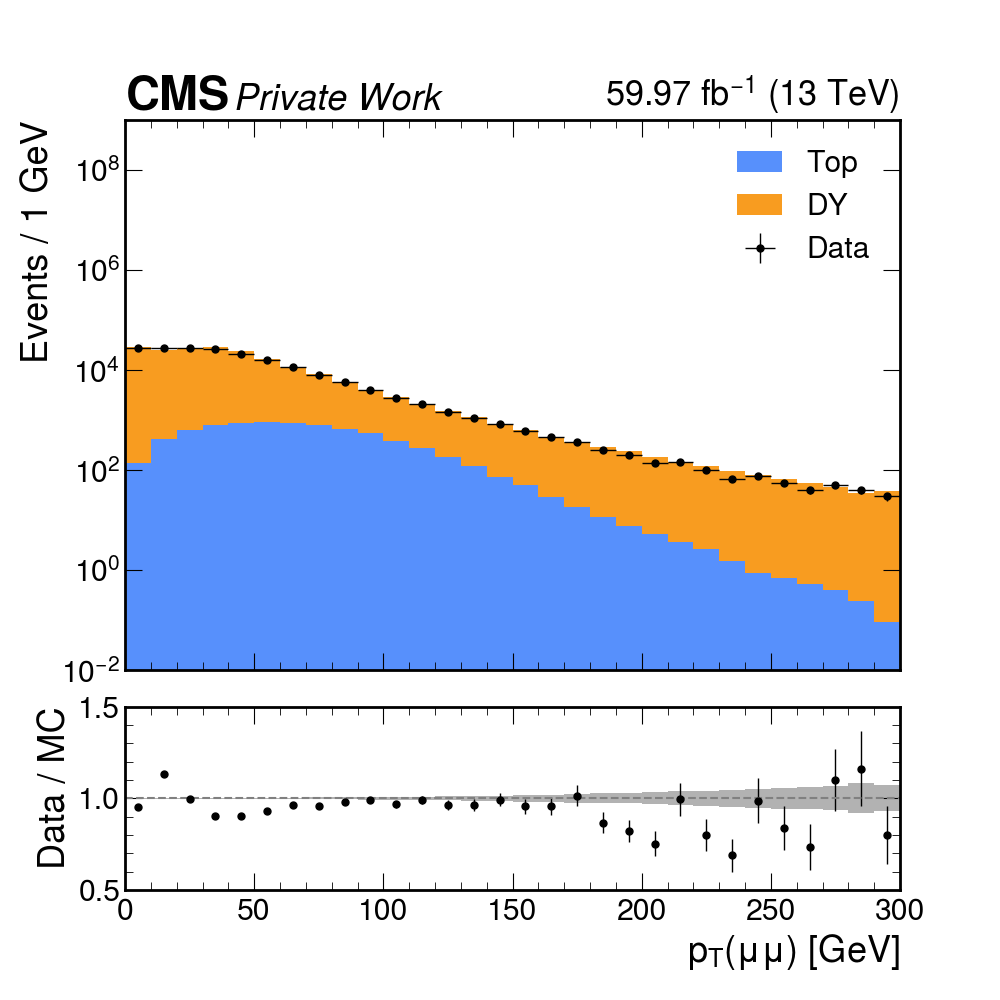 CMS Private Work 59.97 fb⁻¹ (13 TeV)
Events / 1 GeV
10⁸
10⁶
10⁴
10²
10⁰
10⁻²
Top
DY
Data
Data / MC
1.5
1.0
0.5
0 50 100 150 200 250 300
p_T(μμ) [GeV]